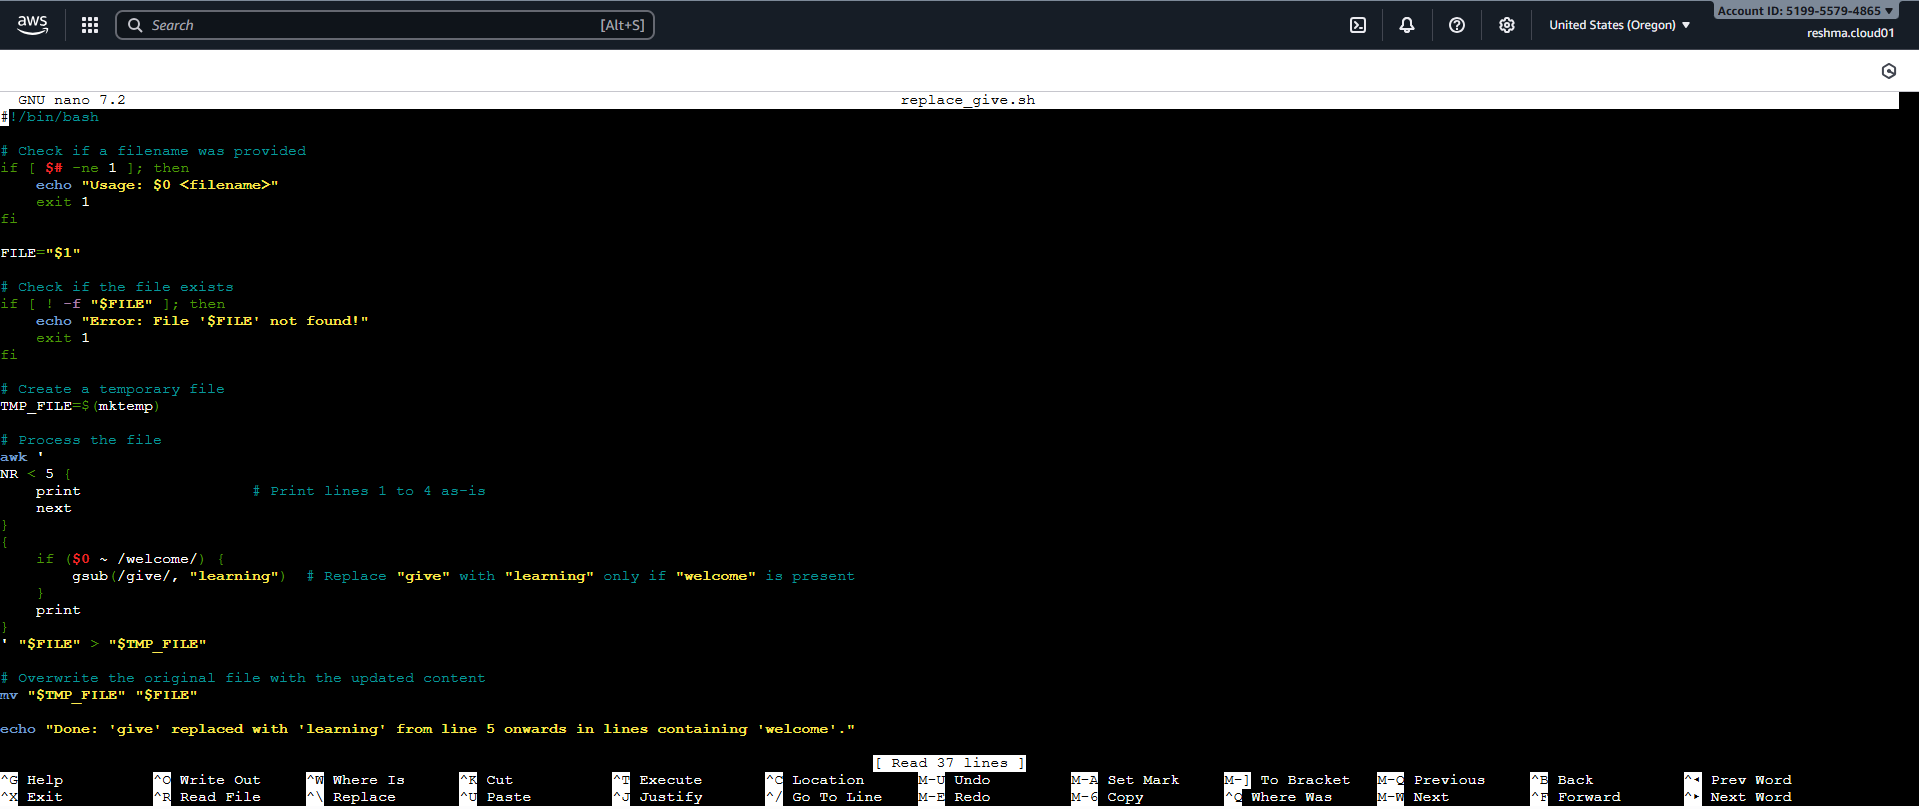 aws
Search [Alt+S]
United States (Oregon)
Account ID: 5199-5579-4865
reshma.cloud01
GNU nano 7.2 replace_give.sh
#!/bin/bash
# Check if a filename was provided
if [ $# -ne 1 ]; then
    echo "Usage: $0 <filename>"
    exit 1
fi
FILE="$1"
# Check if the file exists
if [ ! -f "$FILE" ]; then
    echo "Error: File '$FILE' not found!"
    exit 1
fi
# Create a temporary file
TMP_FILE=$(mktemp)
# Process the file
awk '
NR < 5 {
    print                   # Print lines 1 to 4 as-is
    next
}
{
    if ($0 ~ /welcome/) {
        gsub(/give/, "learning")  # Replace "give" with "learning" only if "welcome" is present
    }
    print
}
' "$FILE" > "$TMP_FILE"
# Overwrite the original file with the updated content
mv "$TMP_FILE" "$FILE"
echo "Done: 'give' replaced with 'learning' from line 5 onwards in lines containing 'welcome'."
[ Read 37 lines ]
^G Help ^O Write Out ^W Where Is ^K Cut ^T Execute ^C Location M-U Undo M-A Set Mark M-] To Bracket M-Q Previous ^B Back ^◂ Prev Word
^X Exit ^R Read File ^\ Replace ^U Paste ^J Justify ^/ Go To Line M-E Redo M-6 Copy ^Q Where Was M-W Next ^F Forward ^▸ Next Word